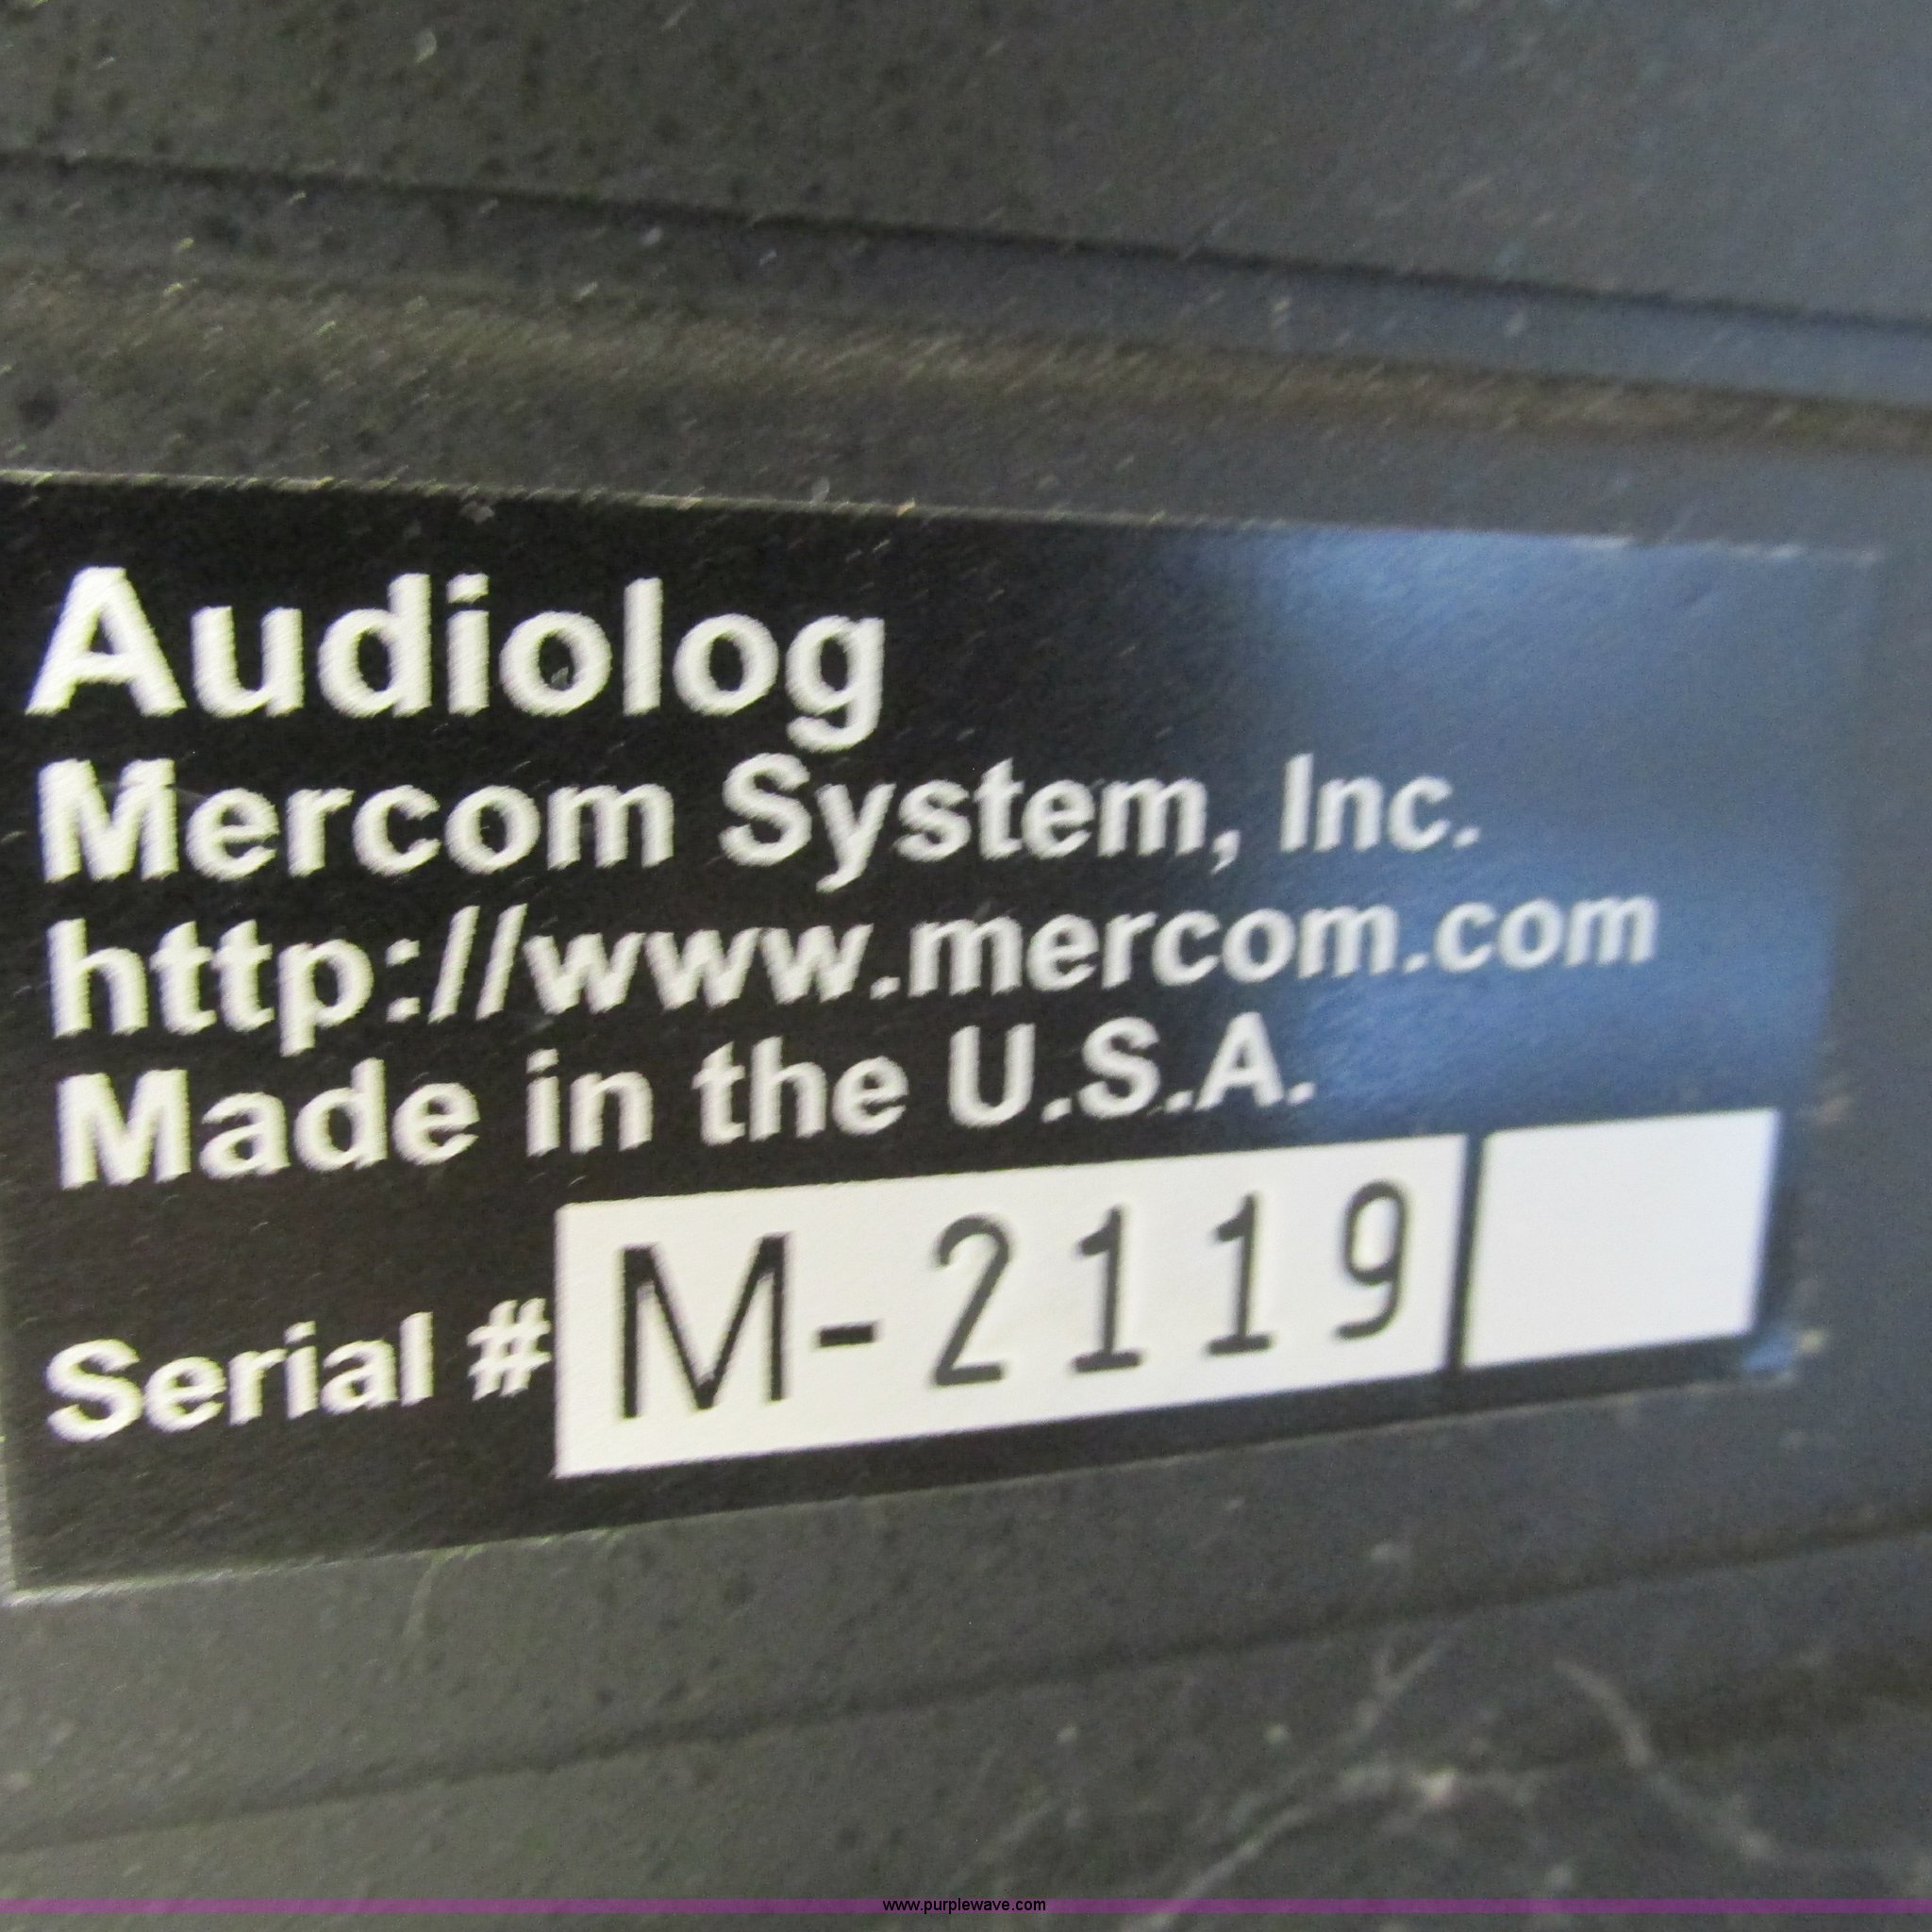 Audiolog
Mercom System, Inc.
http://www.mercom.com
Made in the U.S.A.
Serial # M-2119
www.purplewave.com